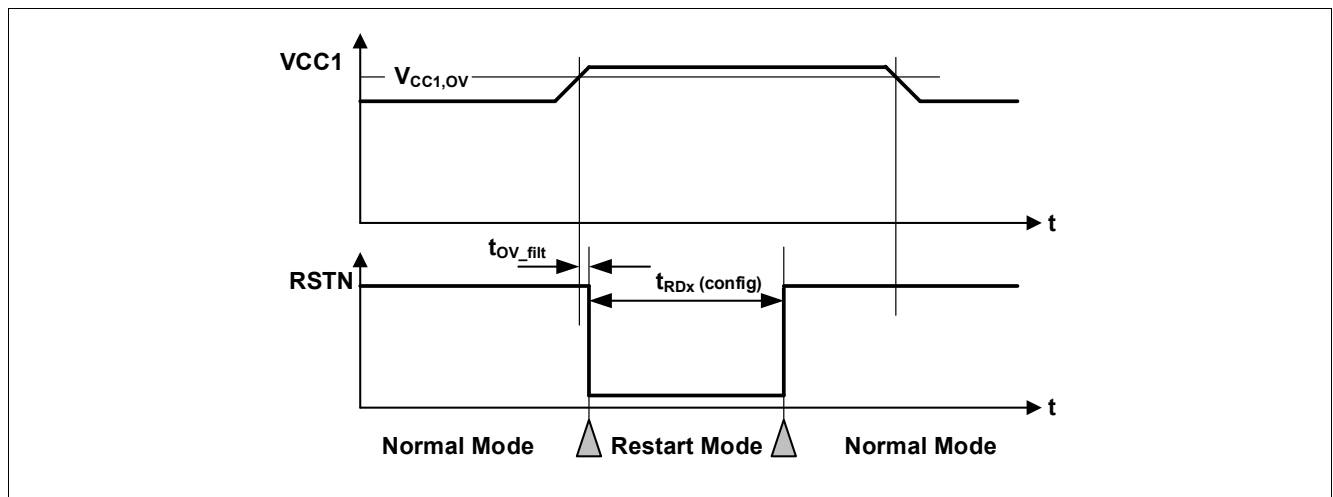 VCC1
VCC1,OV
t
tOV_filt
RSTN
tRDx (config)
t
Normal Mode
Restart Mode
Normal Mode